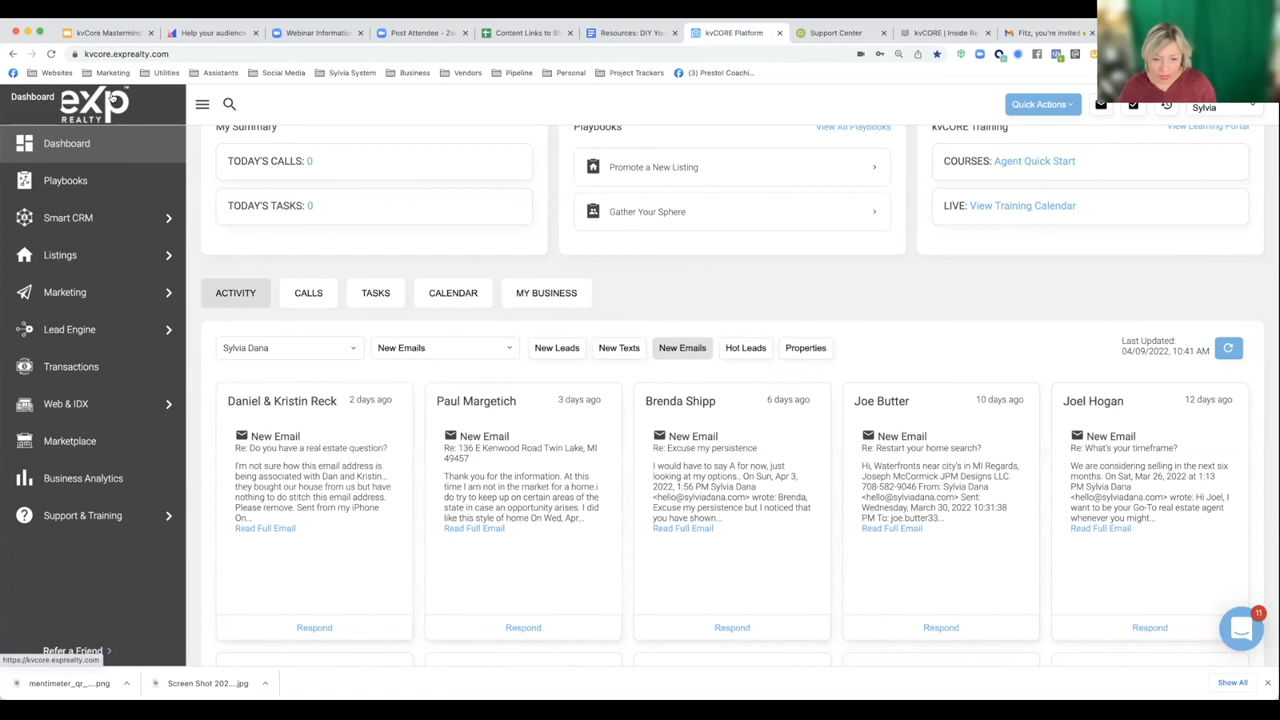 kvCore Mastermind
Help your audience
Webinar Information
Post Attendee - Zo
Content Links to Sh
Resources: DIY You
kvCORE Platform
Support Center
kvCORE | Inside Re
Fitz, you're invited
kvcore.exprealty.com
Websites
Marketing
Utilities
Assistants
Social Media
Sylvia System
Business
Vendors
Pipeline
Personal
Project Trackers
(3) Presto! Coachi...
Dashboard
exp
REALTY
Quick Actions
Sylvia
Dashboard
Playbooks
Smart CRM
Listings
Marketing
Lead Engine
Transactions
Web & IDX
Marketplace
Business Analytics
Support & Training
Refer a Friend
https://kvcore.exprealty.com
My Summary
TODAY'S CALLS: 0
TODAY'S TASKS: 0
Playbooks
View All Playbooks
Promote a New Listing
Gather Your Sphere
kvCORE Training
View Learning Portal
COURSES: Agent Quick Start
LIVE: View Training Calendar
ACTIVITY
CALLS
TASKS
CALENDAR
MY BUSINESS
Sylvia Dana
New Emails
New Leads
New Texts
New Emails
Hot Leads
Properties
Last Updated:
04/09/2022, 10:41 AM
Daniel & Kristin Reck
2 days ago
New Email
Re: Do you have a real estate question?
I'm not sure how this email address is
being associated with Dan and Kristin...
they bought our house from us but have
nothing to do stitch this email address.
Please remove. Sent from my iPhone
On...
Read Full Email
Respond
Paul Margetich
3 days ago
New Email
Re: 136 E Kenwood Road Twin Lake, MI
49457
Thank you for the information. At this
time I am not in the market for a home.i
do try to keep up on certain areas of the
state in case an opportunity arises. I did
like this style of home On Wed, Apr...
Read Full Email
Respond
Brenda Shipp
6 days ago
New Email
Re: Excuse my persistence
I would have to say A for now, just
looking at my options.. On Sun, Apr 3,
2022, 1:56 PM Sylvia Dana
<hello@sylviadana.com> wrote: Brenda,
Excuse my persistence but I noticed that
you have shown...
Read Full Email
Respond
Joe Butter
10 days ago
New Email
Re: Restart your home search?
Hi, Waterfronts near city's in MI Regards,
Joseph McCormick JPM Designs LLC.
708-582-9046 From: Sylvia Dana
<hello@sylviadana.com> Sent:
Wednesday, March 30, 2022 10:31:38
PM To: joe.butter33...
Read Full Email
Respond
Joel Hogan
12 days ago
New Email
Re: What's your timeframe?
We are considering selling in the next six
months. On Sat, Mar 26, 2022 at 1:13
PM Sylvia Dana
<hello@sylviadana.com> wrote: Hi Joel, I
want to be your Go-To real estate agent
whenever you might...
Read Full Email
Respond
11
mentimeter_qr_....png
Screen Shot 202....jpg
Show All